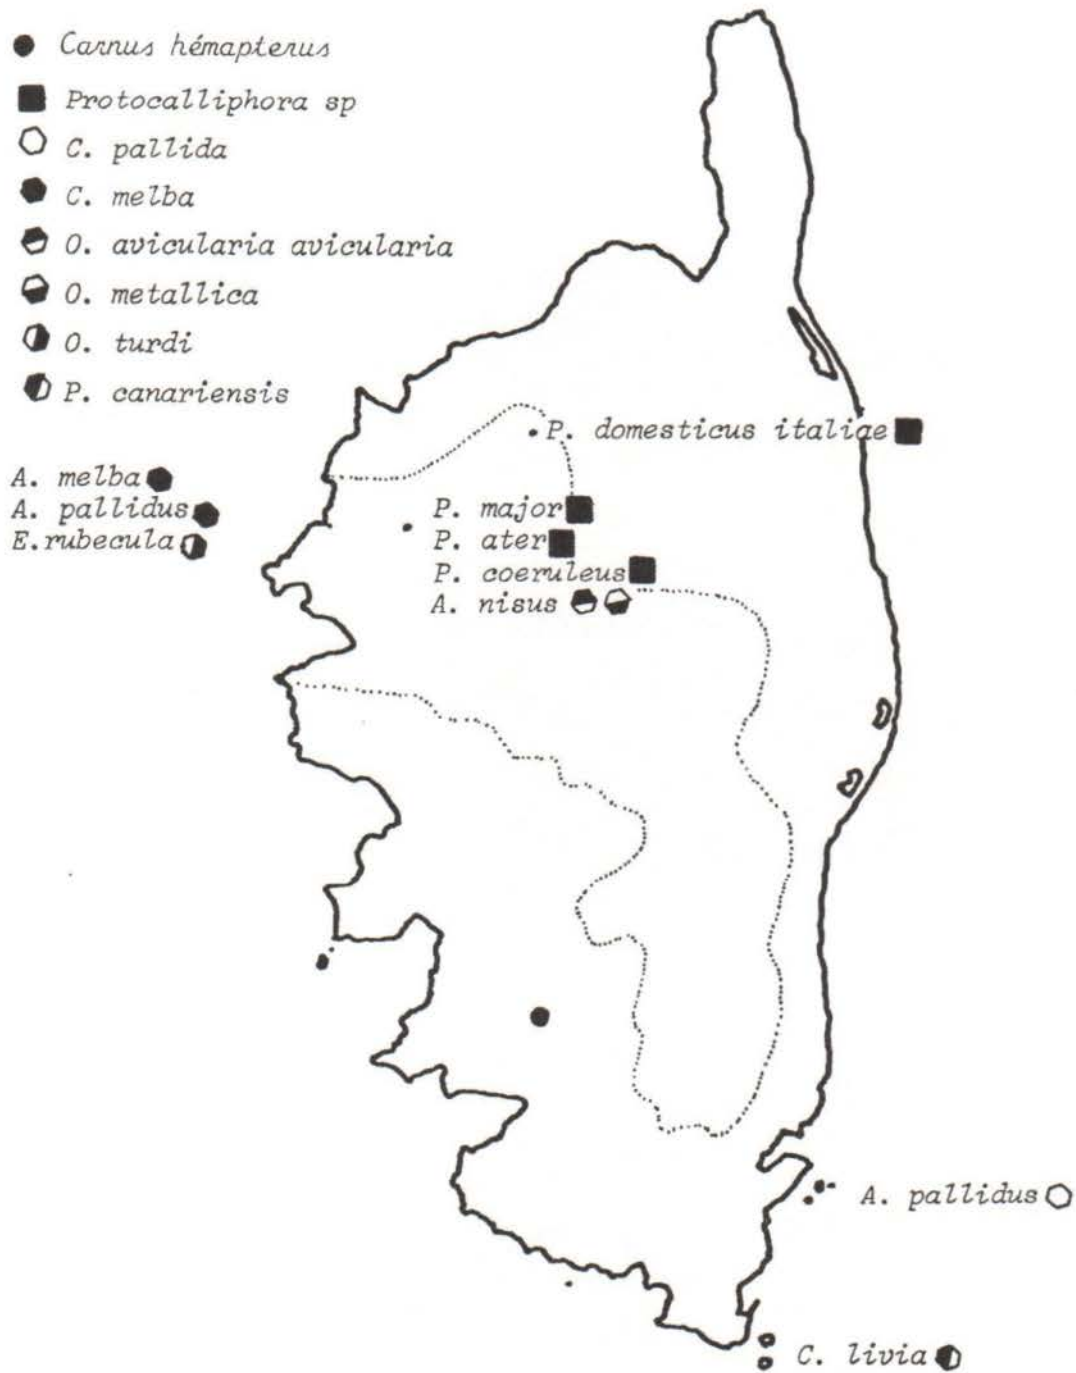 Carnus hémapterus
Protocalliphora sp
C. pallida
C. melba
O. avicularia avicularia
O. metallica
O. turdi
P. canariensis
P. domesticus italiae
A. melba
A. pallidus
E.rubecula
P. major
P. ater
P. coeruleus
A. nisus
A. pallidus
C. livia